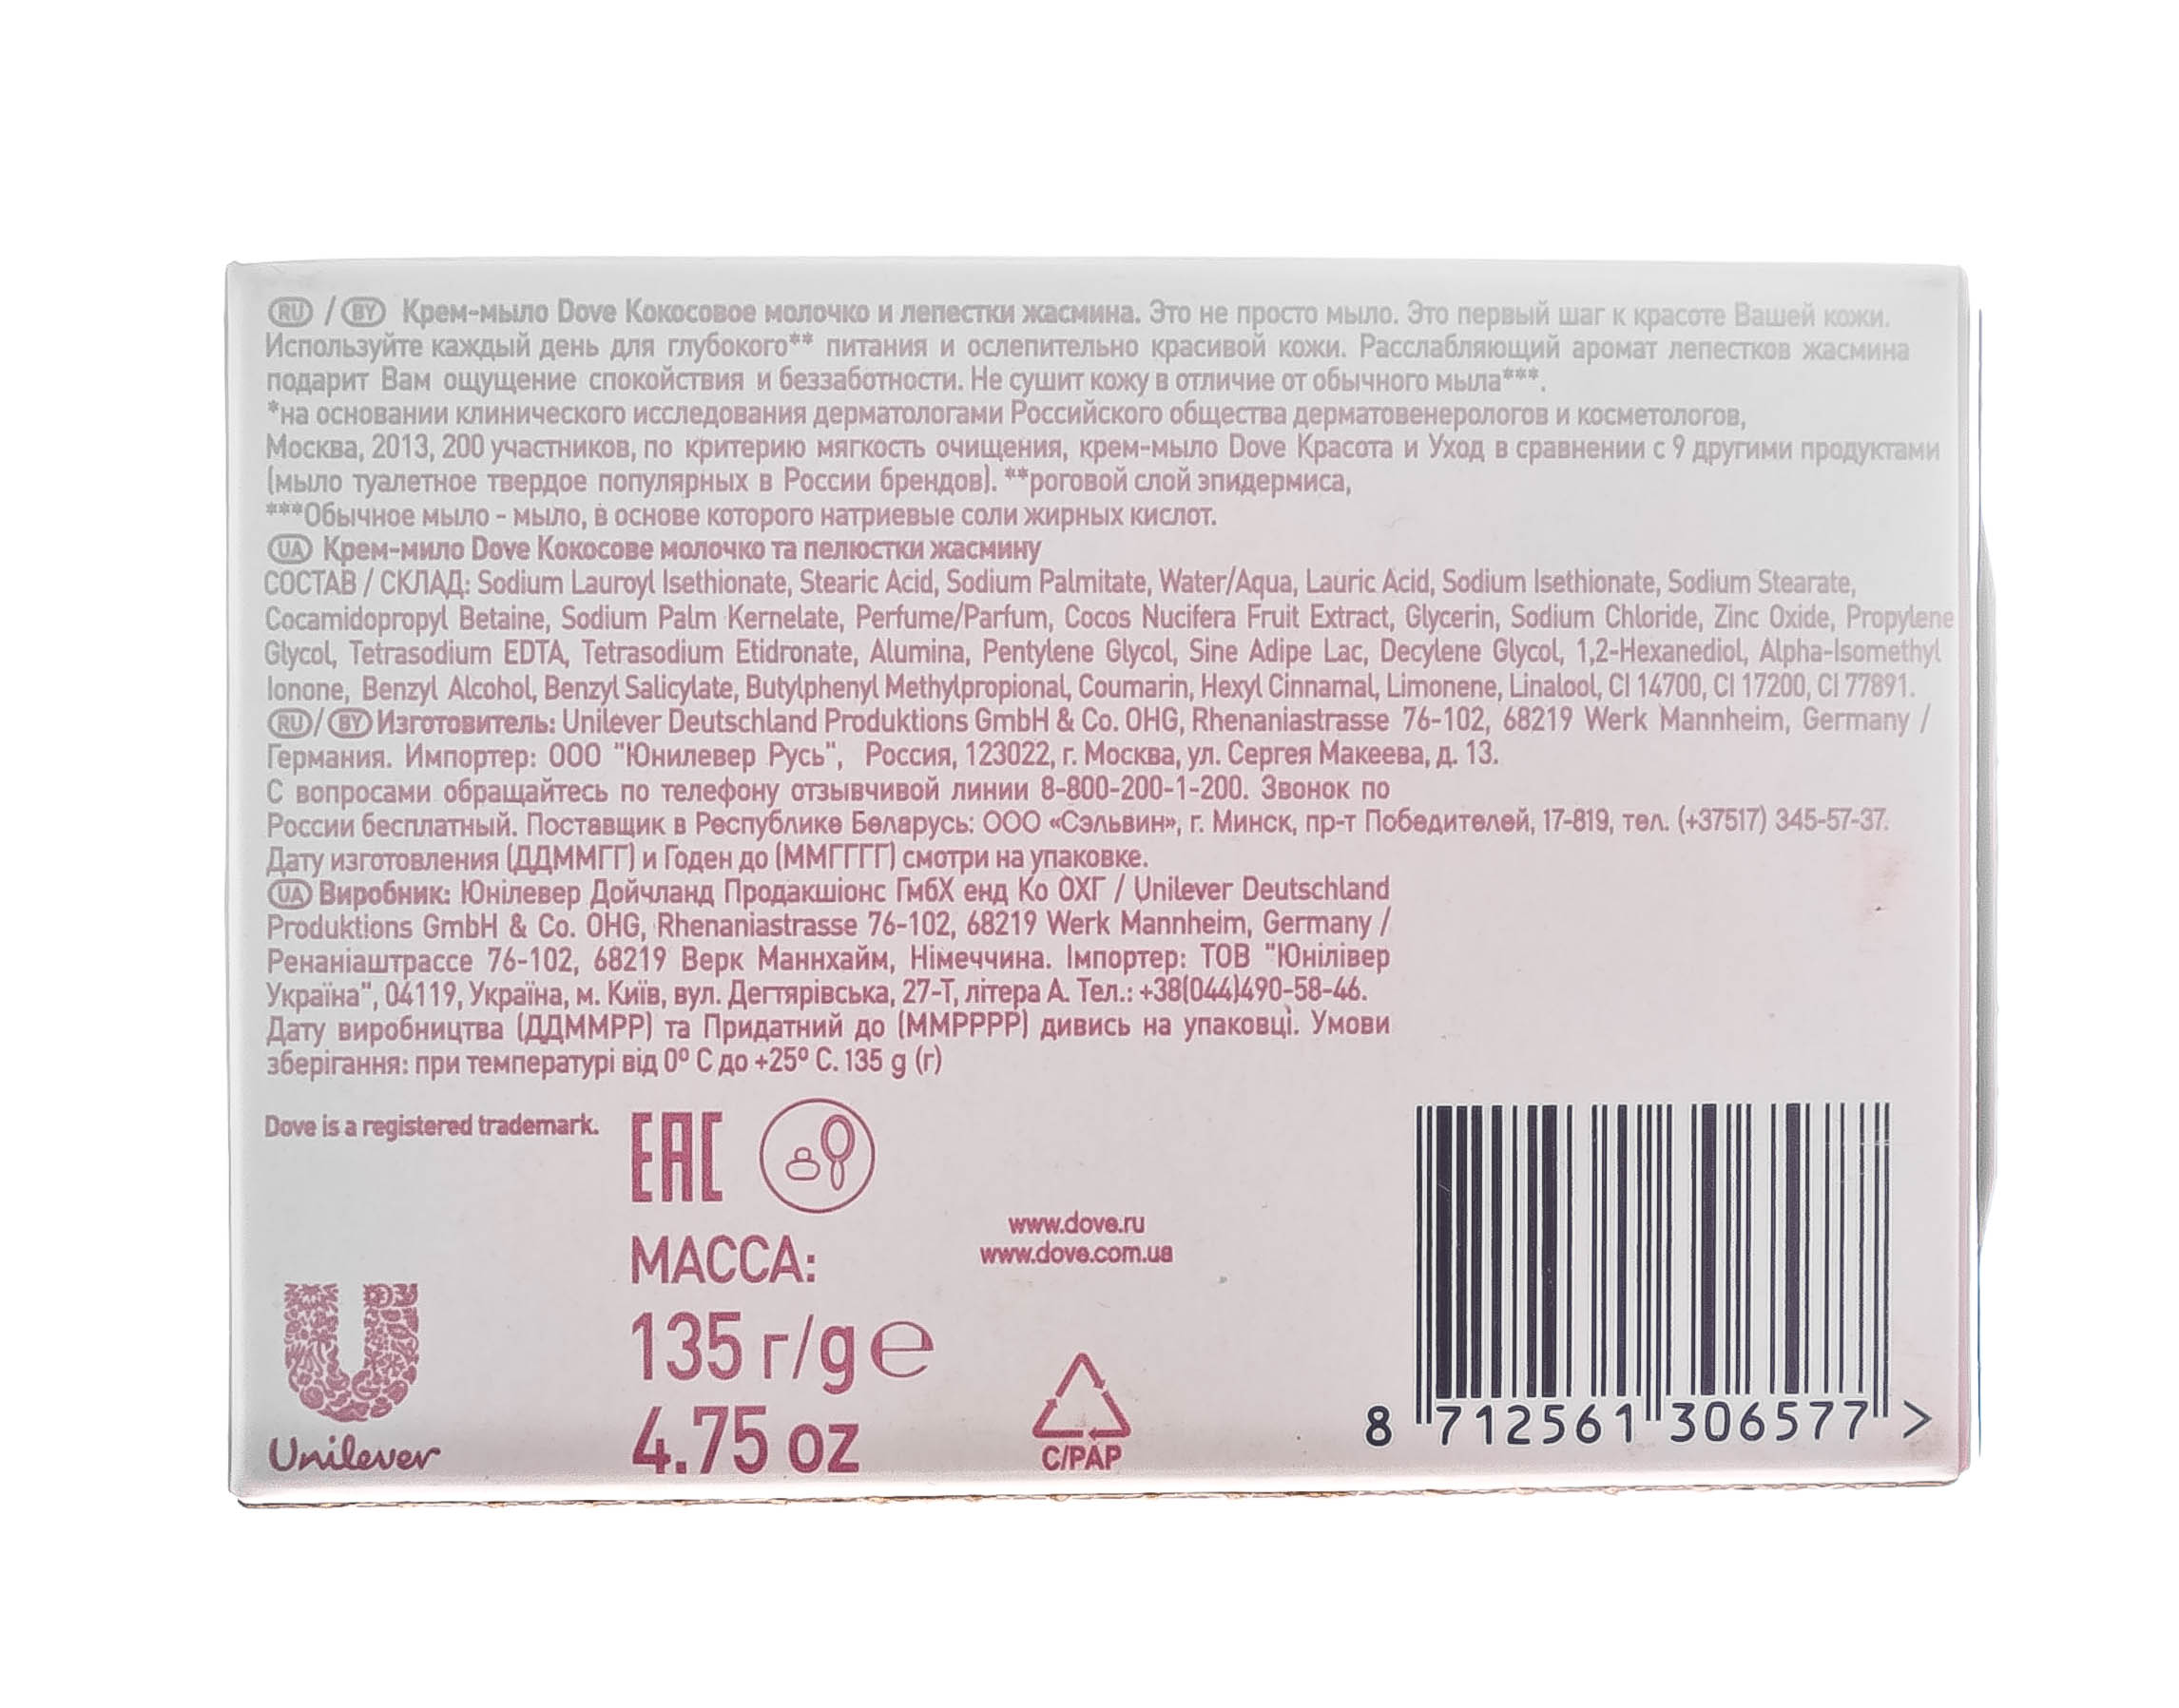 RU / BY Крем-мыло Dove Кокосовое молочко и лепестки жасмина. Это не просто мыло. Это первый шаг к красоте Вашей кожи.
Используйте каждый день для глубокого** питания и ослепительно красивой кожи. Расслабляющий аромат лепестков жасмина
подарит Вам ощущение спокойствия и беззаботности. Не сушит кожу в отличие от обычного мыла***.
*на основании клинического исследования дерматологами Российского общества дерматовенерологов и косметологов,
Москва, 2013, 200 участников, по критерию мягкость очищения, крем-мыло Dove Красота и Уход в сравнении с 9 другими продуктами
(мыло туалетное твердое популярных в России брендов). **роговой слой эпидермиса,
***Обычное мыло - мыло, в основе которого натриевые соли жирных кислот.
UA Крем-мило Dove Кокосове молочко та пелюстки жасмину
СОСТАВ / СКЛАД: Sodium Lauroyl Isethionate, Stearic Acid, Sodium Palmitate, Water/Aqua, Lauric Acid, Sodium Isethionate, Sodium Stearate,
Cocamidopropyl Betaine, Sodium Palm Kernelate, Perfume/Parfum, Cocos Nucifera Fruit Extract, Glycerin, Sodium Chloride, Zinc Oxide, Propylene
Glycol, Tetrasodium EDTA, Tetrasodium Etidronate, Alumina, Pentylene Glycol, Sine Adipe Lac, Decylene Glycol, 1,2-Hexanediol, Alpha-Isomethyl
Ionone, Benzyl Alcohol, Benzyl Salicylate, Butylphenyl Methylpropional, Coumarin, Hexyl Cinnamal, Limonene, Linalool, CI 14700, CI 17200, CI 77891.
RU / BY Изготовитель: Unilever Deutschland Produktions GmbH & Co. OHG, Rhenaniastrasse 76-102, 68219 Werk Mannheim, Germany /
Германия. Импортер: ООО "Юнилевер Русь", Россия, 123022, г. Москва, ул. Сергея Макеева, д. 13.
С вопросами обращайтесь по телефону отзывчивой линии 8-800-200-1-200. Звонок по
России бесплатный. Поставщик в Республике Беларусь: ООО «Сэльвин», г. Минск, пр-т Победителей, 17-819, тел. (+37517) 345-57-37.
Дату изготовления (ДДММГГ) и Годен до (ММГГГГ) смотри на упаковке.
UA Виробник: Юнілевер Дойчланд Продакшіонс ГмбХ енд Ко ОХГ / Unilever Deutschland
Produktions GmbH & Co. OHG, Rhenaniastrasse 76-102, 68219 Werk Mannheim, Germany /
Ренаніаштрассе 76-102, 68219 Верк Маннхайм, Німеччина. Імпортер: ТОВ "Юнілівер
Україна", 04119, Україна, м. Київ, вул. Дегтярівська, 27-Т, літера А. Тел.: +38(044)490-58-46.
Дату виробництва (ДДММРР) та Придатний до (ММРРРР) дивись на упаковці. Умови
зберігання: при температурі від 0° С до +25° С. 135 g (г)
Dove is a registered trademark.
EAC
www.dove.ru
www.dove.com.ua
МАССА:
135 г/g e
4.75 oz
Unilever
C/PAP
8 712561 306577 >